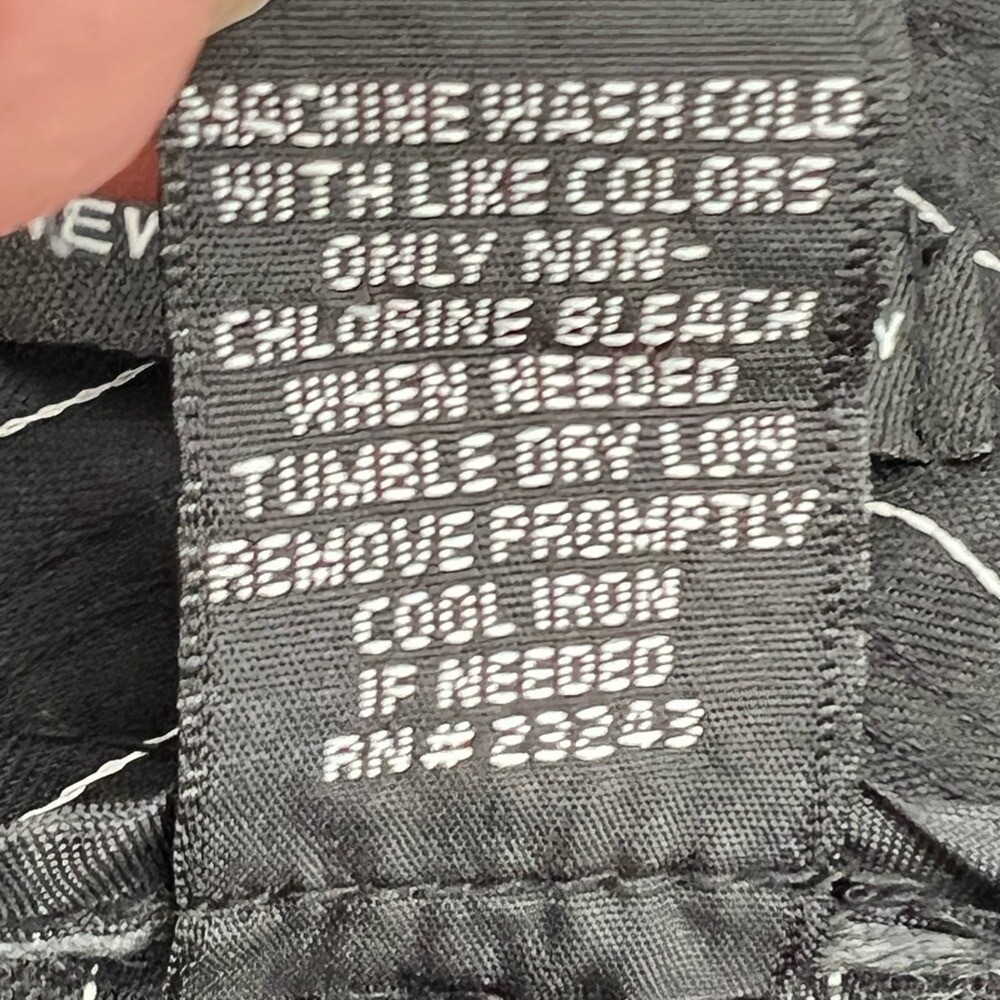 MACHINE WASH COLD
WITH LIKE COLORS
ONLY NON-
CHLORINE BLEACH
WHEN NEEDED
TUMBLE DRY LOW
REMOVE PROMPTLY
COOL IRON
IF NEEDED
RN# 23243